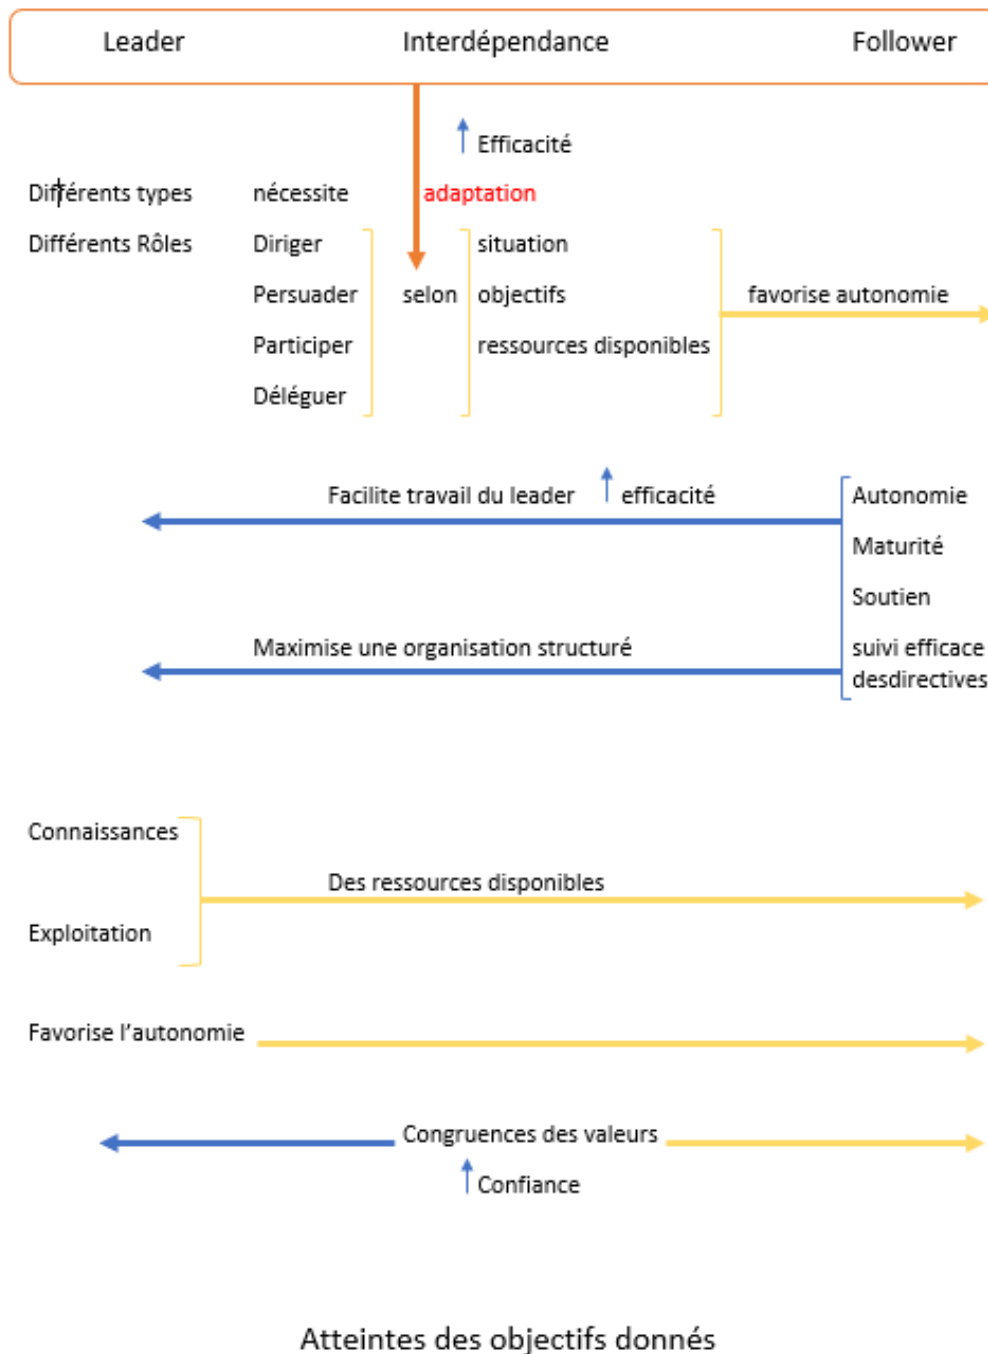 Leader Interdépendance Follower
Efficacité
Différents types nécessite adaptation
Différents Rôles Diriger situation
Persuader selon objectifs favorise autonomie
Participer ressources disponibles
Déléguer
Facilite travail du leader efficacité Autonomie
Maturité
Soutien
Maximise une organisation structuré suivi efficace
desdirectives
Connaissances
Des ressources disponibles
Exploitation
Favorise l'autonomie
Congruences des valeurs
Confiance
Atteintes des objectifs donnés